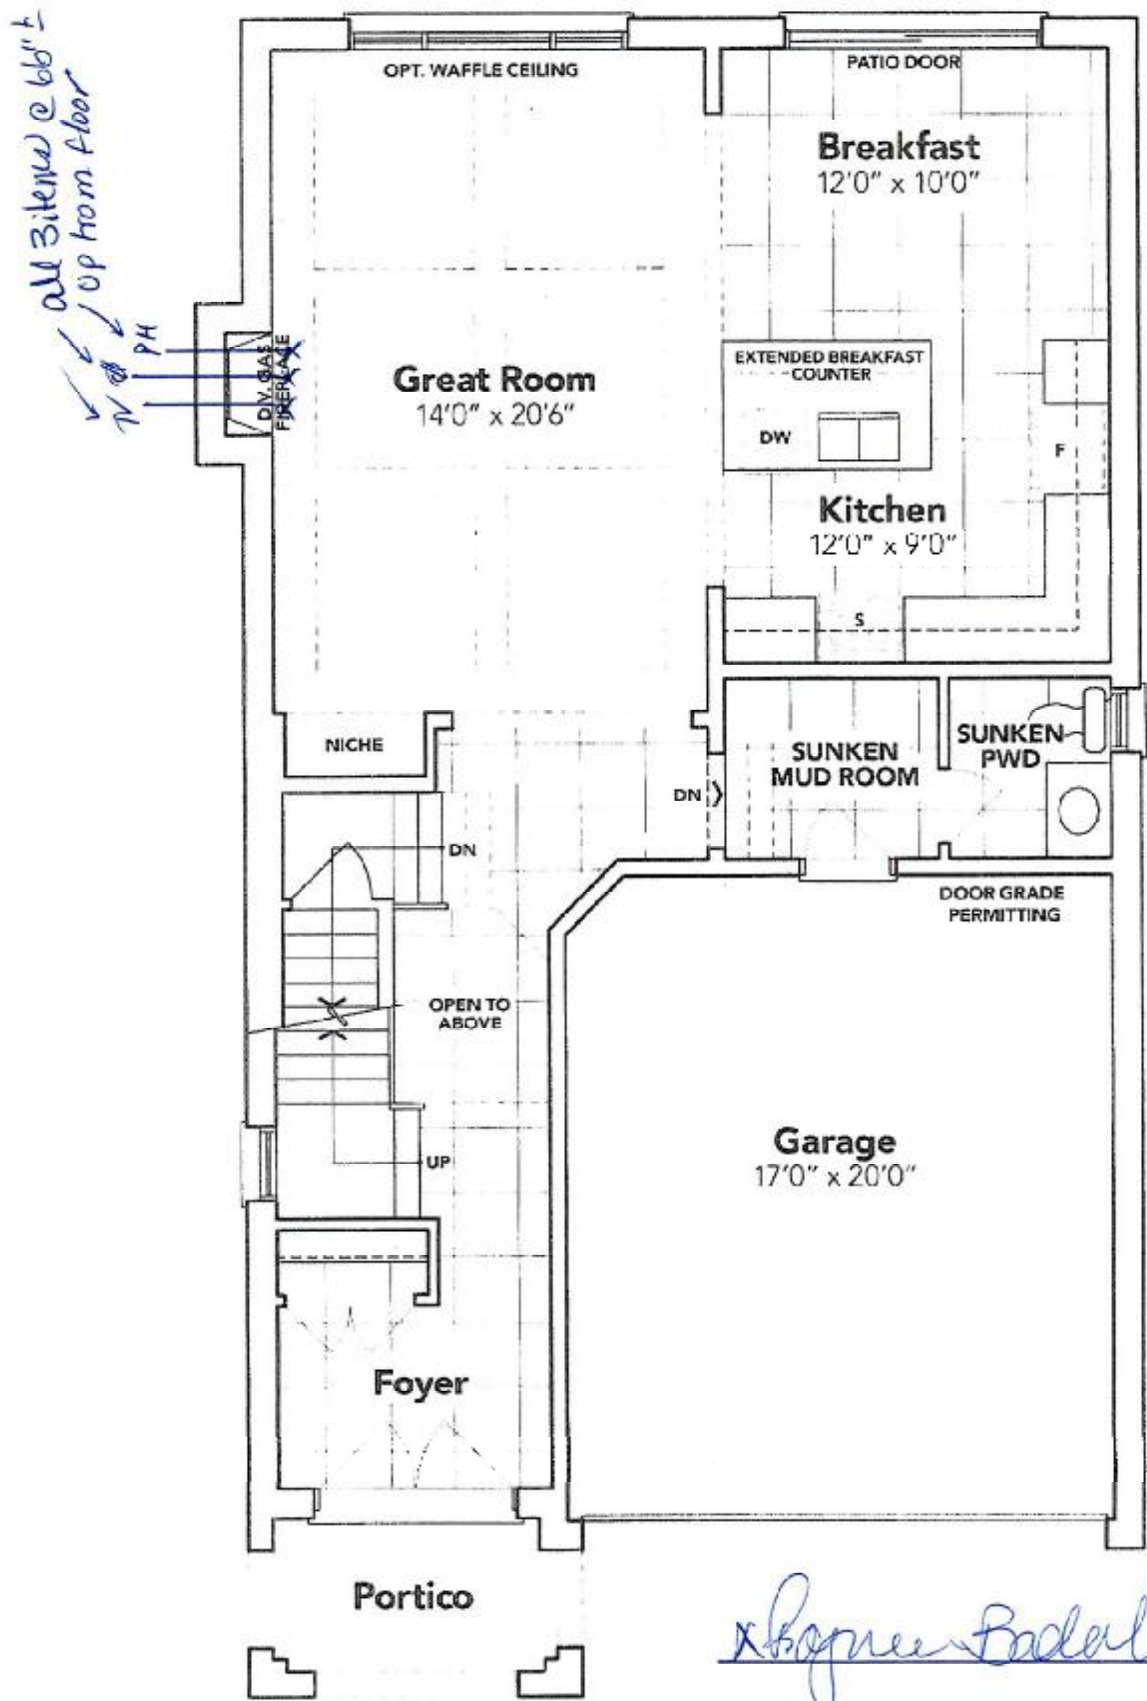 all 3 items @ 66" ±
up from floor
TV
PH
OPT. WAFFLE CEILING
PATIO DOOR
Breakfast
12'0" x 10'0"
D.V. GAS
FIREPLACE
Great Room
14'0" x 20'6"
EXTENDED BREAKFAST
COUNTER
DW
F
Kitchen
12'0" x 9'0"
S
NICHE
SUNKEN
MUD ROOM
SUNKEN
PWD
DN
DN
DOOR GRADE
PERMITTING
OPEN TO
ABOVE
UP
Garage
17'0" x 20'0"
Foyer
Portico